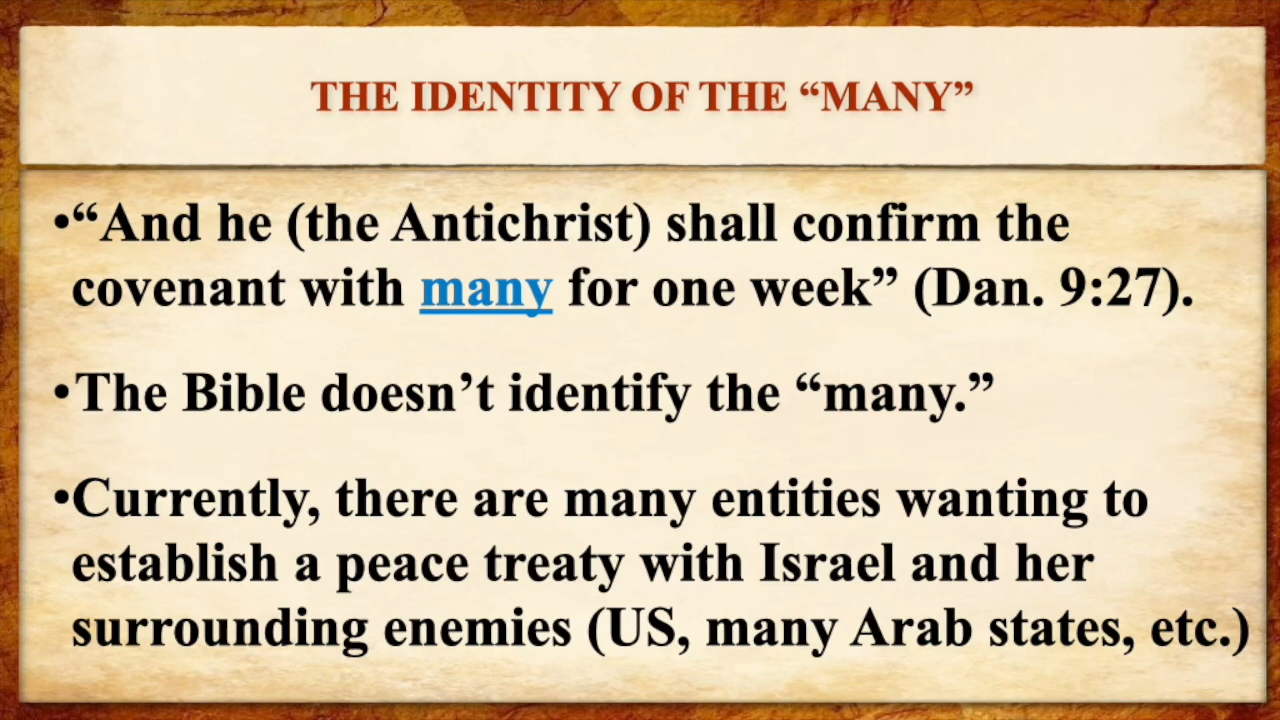 THE IDENTITY OF THE “MANY”
•“And he (the Antichrist) shall confirm the
covenant with many for one week” (Dan. 9:27).
•The Bible doesn’t identify the “many.”
•Currently, there are many entities wanting to
establish a peace treaty with Israel and her
surrounding enemies (US, many Arab states, etc.)